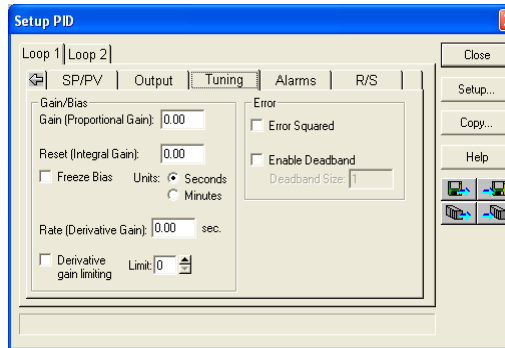 Setup PID
Loop 1 Loop 2
Close
SP/PV Output Tuning Alarms R/S
Setup...
Gain/Bias
Error
Gain (Proportional Gain): 0.00
Error Squared
Copy...
Reset (Integral Gain): 0.00
Enable Deadband
Help
Freeze Bias Units: Seconds
Deadband Size: 1
Minutes
Rate (Derivative Gain): 0.00 sec.
Derivative
gain limiting
Limit: 0